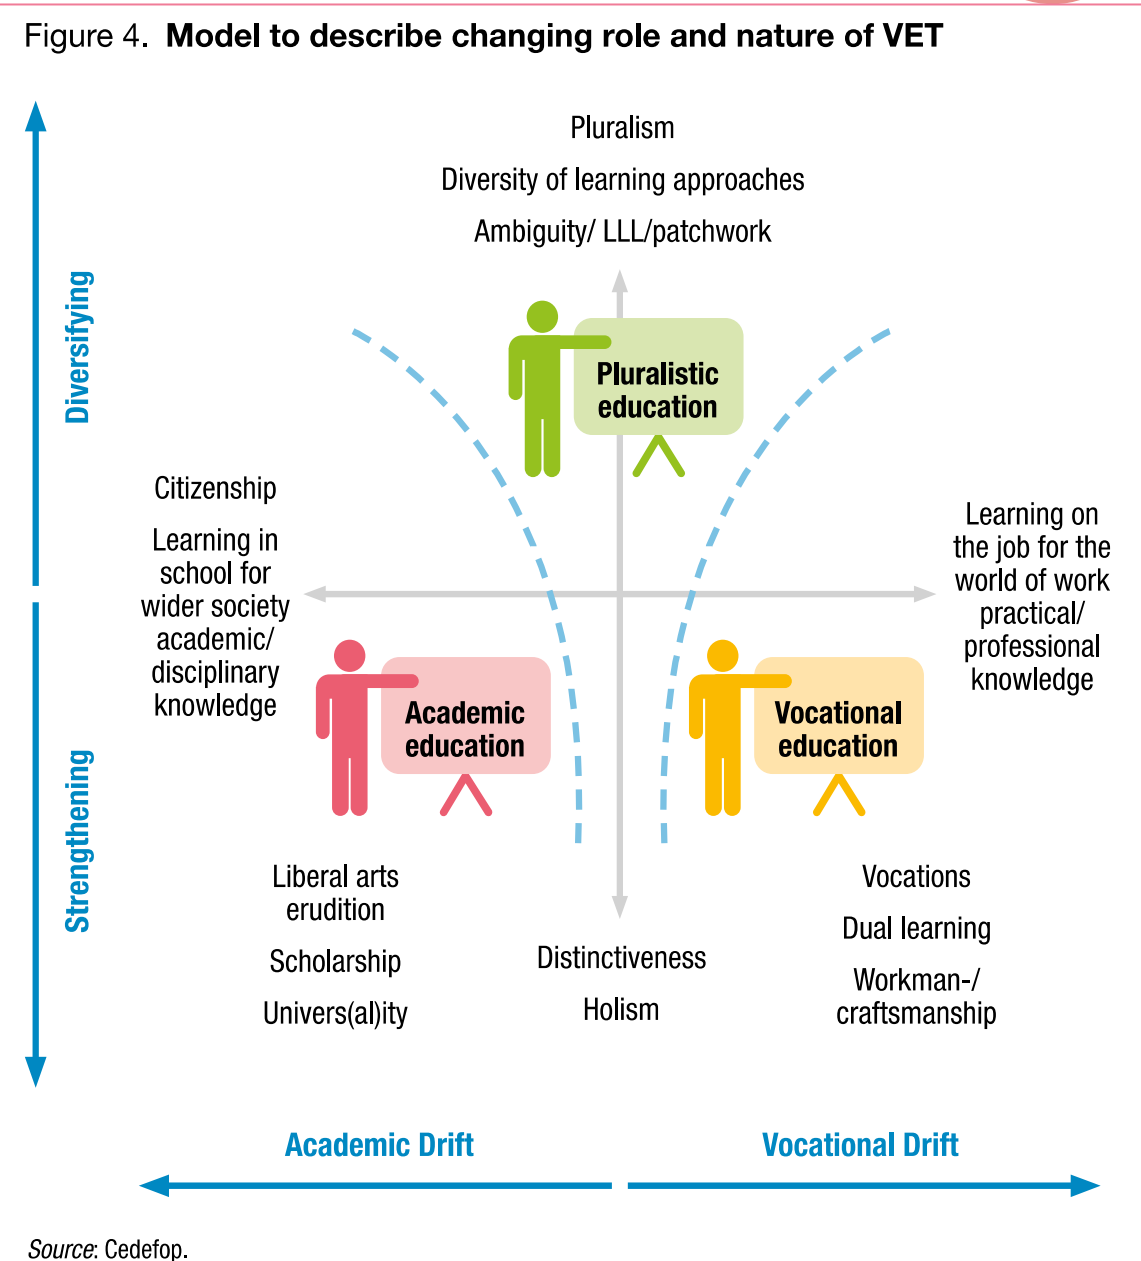 Figure 4. Model to describe changing role and nature of VET
Pluralism
Diversity of learning approaches
Ambiguity/ LLL/patchwork
Diversifying
Pluralistic
education
Citizenship
Learning in
school for
wider society
academic/
disciplinary
knowledge
Learning on
the job for the
world of work
practical/
professional
knowledge
Academic
education
Vocational
education
Strengthening
Liberal arts
erudition
Scholarship
Univers(al)ity
Distinctiveness
Holism
Vocations
Dual learning
Workman-/
craftsmanship
Academic Drift
Vocational Drift
Source: Cedefop.